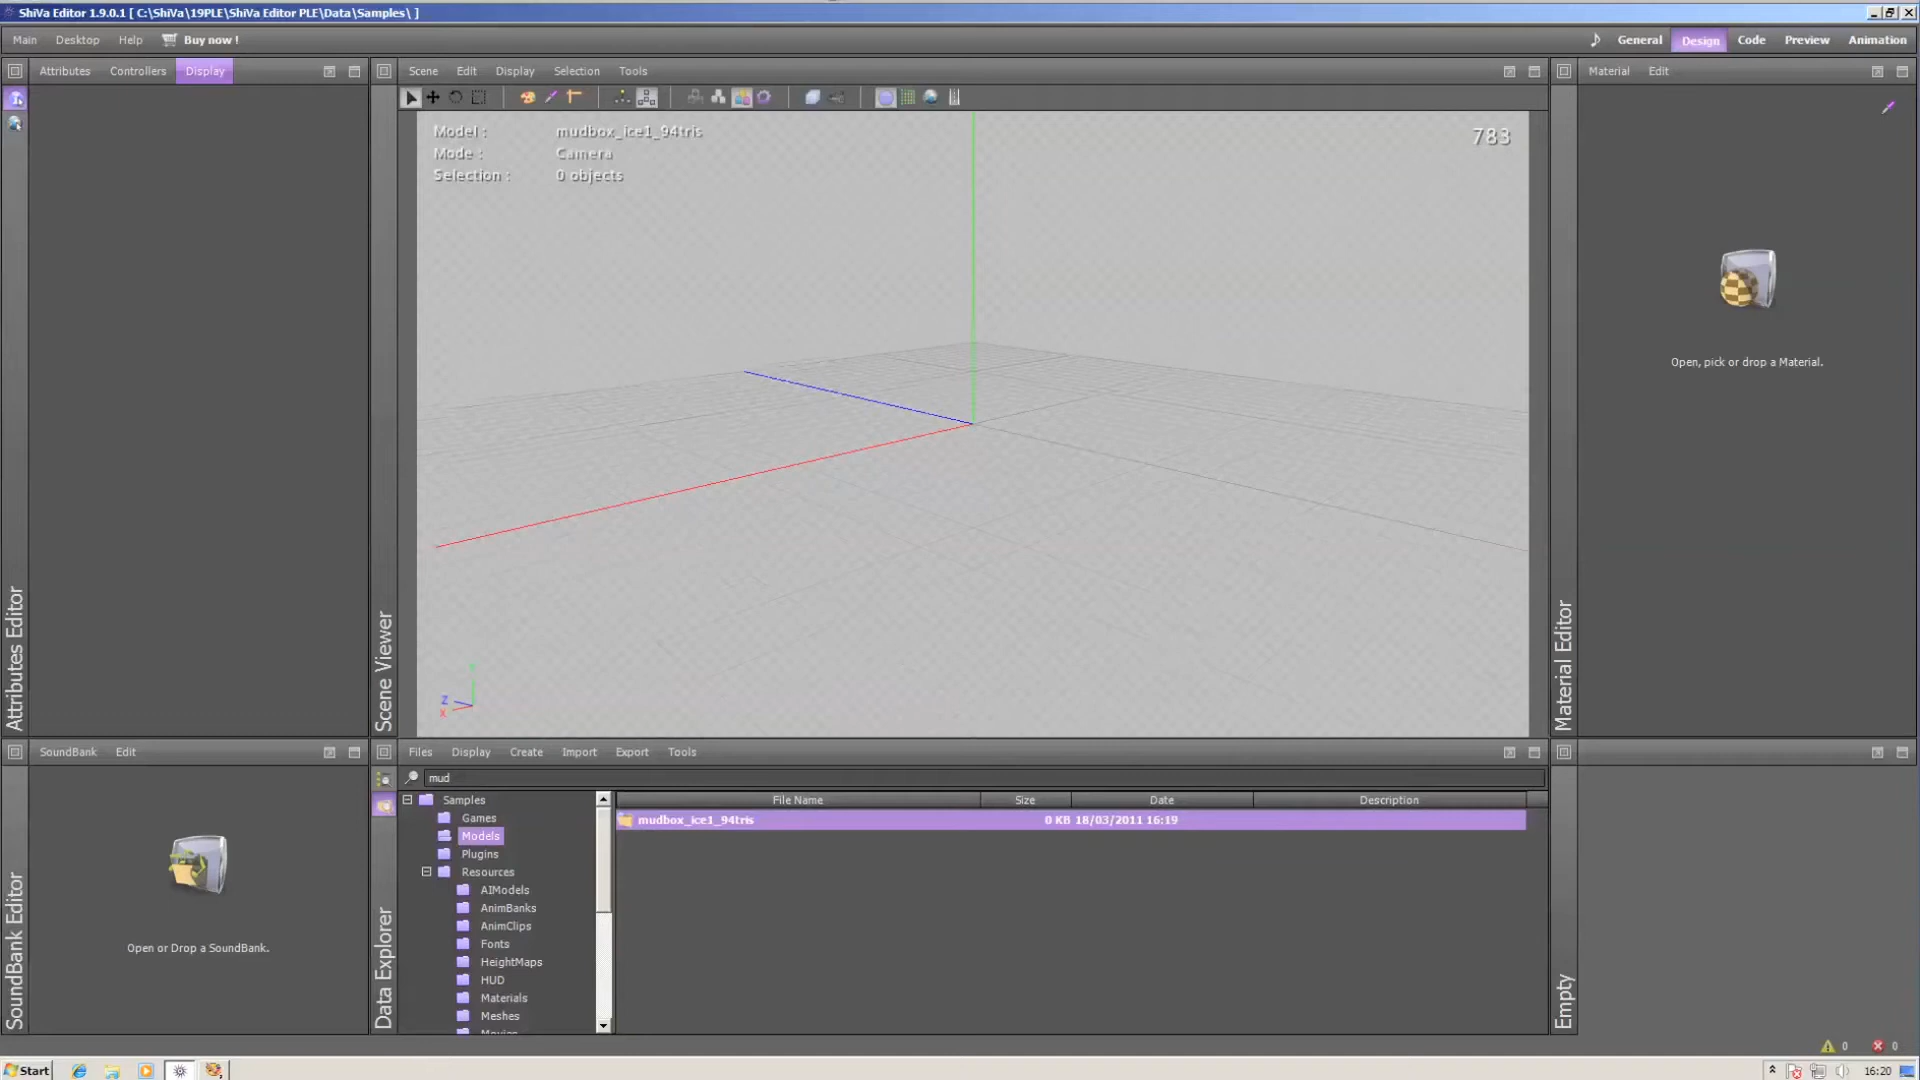 ShiVa Editor 1.9.0.1 [ C:\ShiVa\19PLE\ShiVa Editor PLE\Data\Samples\ ]
Main Desktop Help Buy now !
General Design Code Preview Animation
Attributes Controllers Display
Scene Edit Display Selection Tools
Material Edit
Model : mudbox_ice1_94tris
Mode : Camera
Selection : 0 objects
783
Open, pick or drop a Material.
Attributes Editor
Scene Viewer
Material Editor
Y
Z
X
SoundBank Edit
Files Display Create Import Export Tools
mud
Samples
Games
Models
Plugins
Resources
AIModels
AnimBanks
AnimClips
Fonts
HeightMaps
HUD
Materials
Meshes
Movies
File Name Size Date Description
mudbox_ice1_94tris 0 KB 18/03/2011 16:19
Open or Drop a SoundBank.
SoundBank Editor
Data Explorer
Empty
0 0
Start
16:20